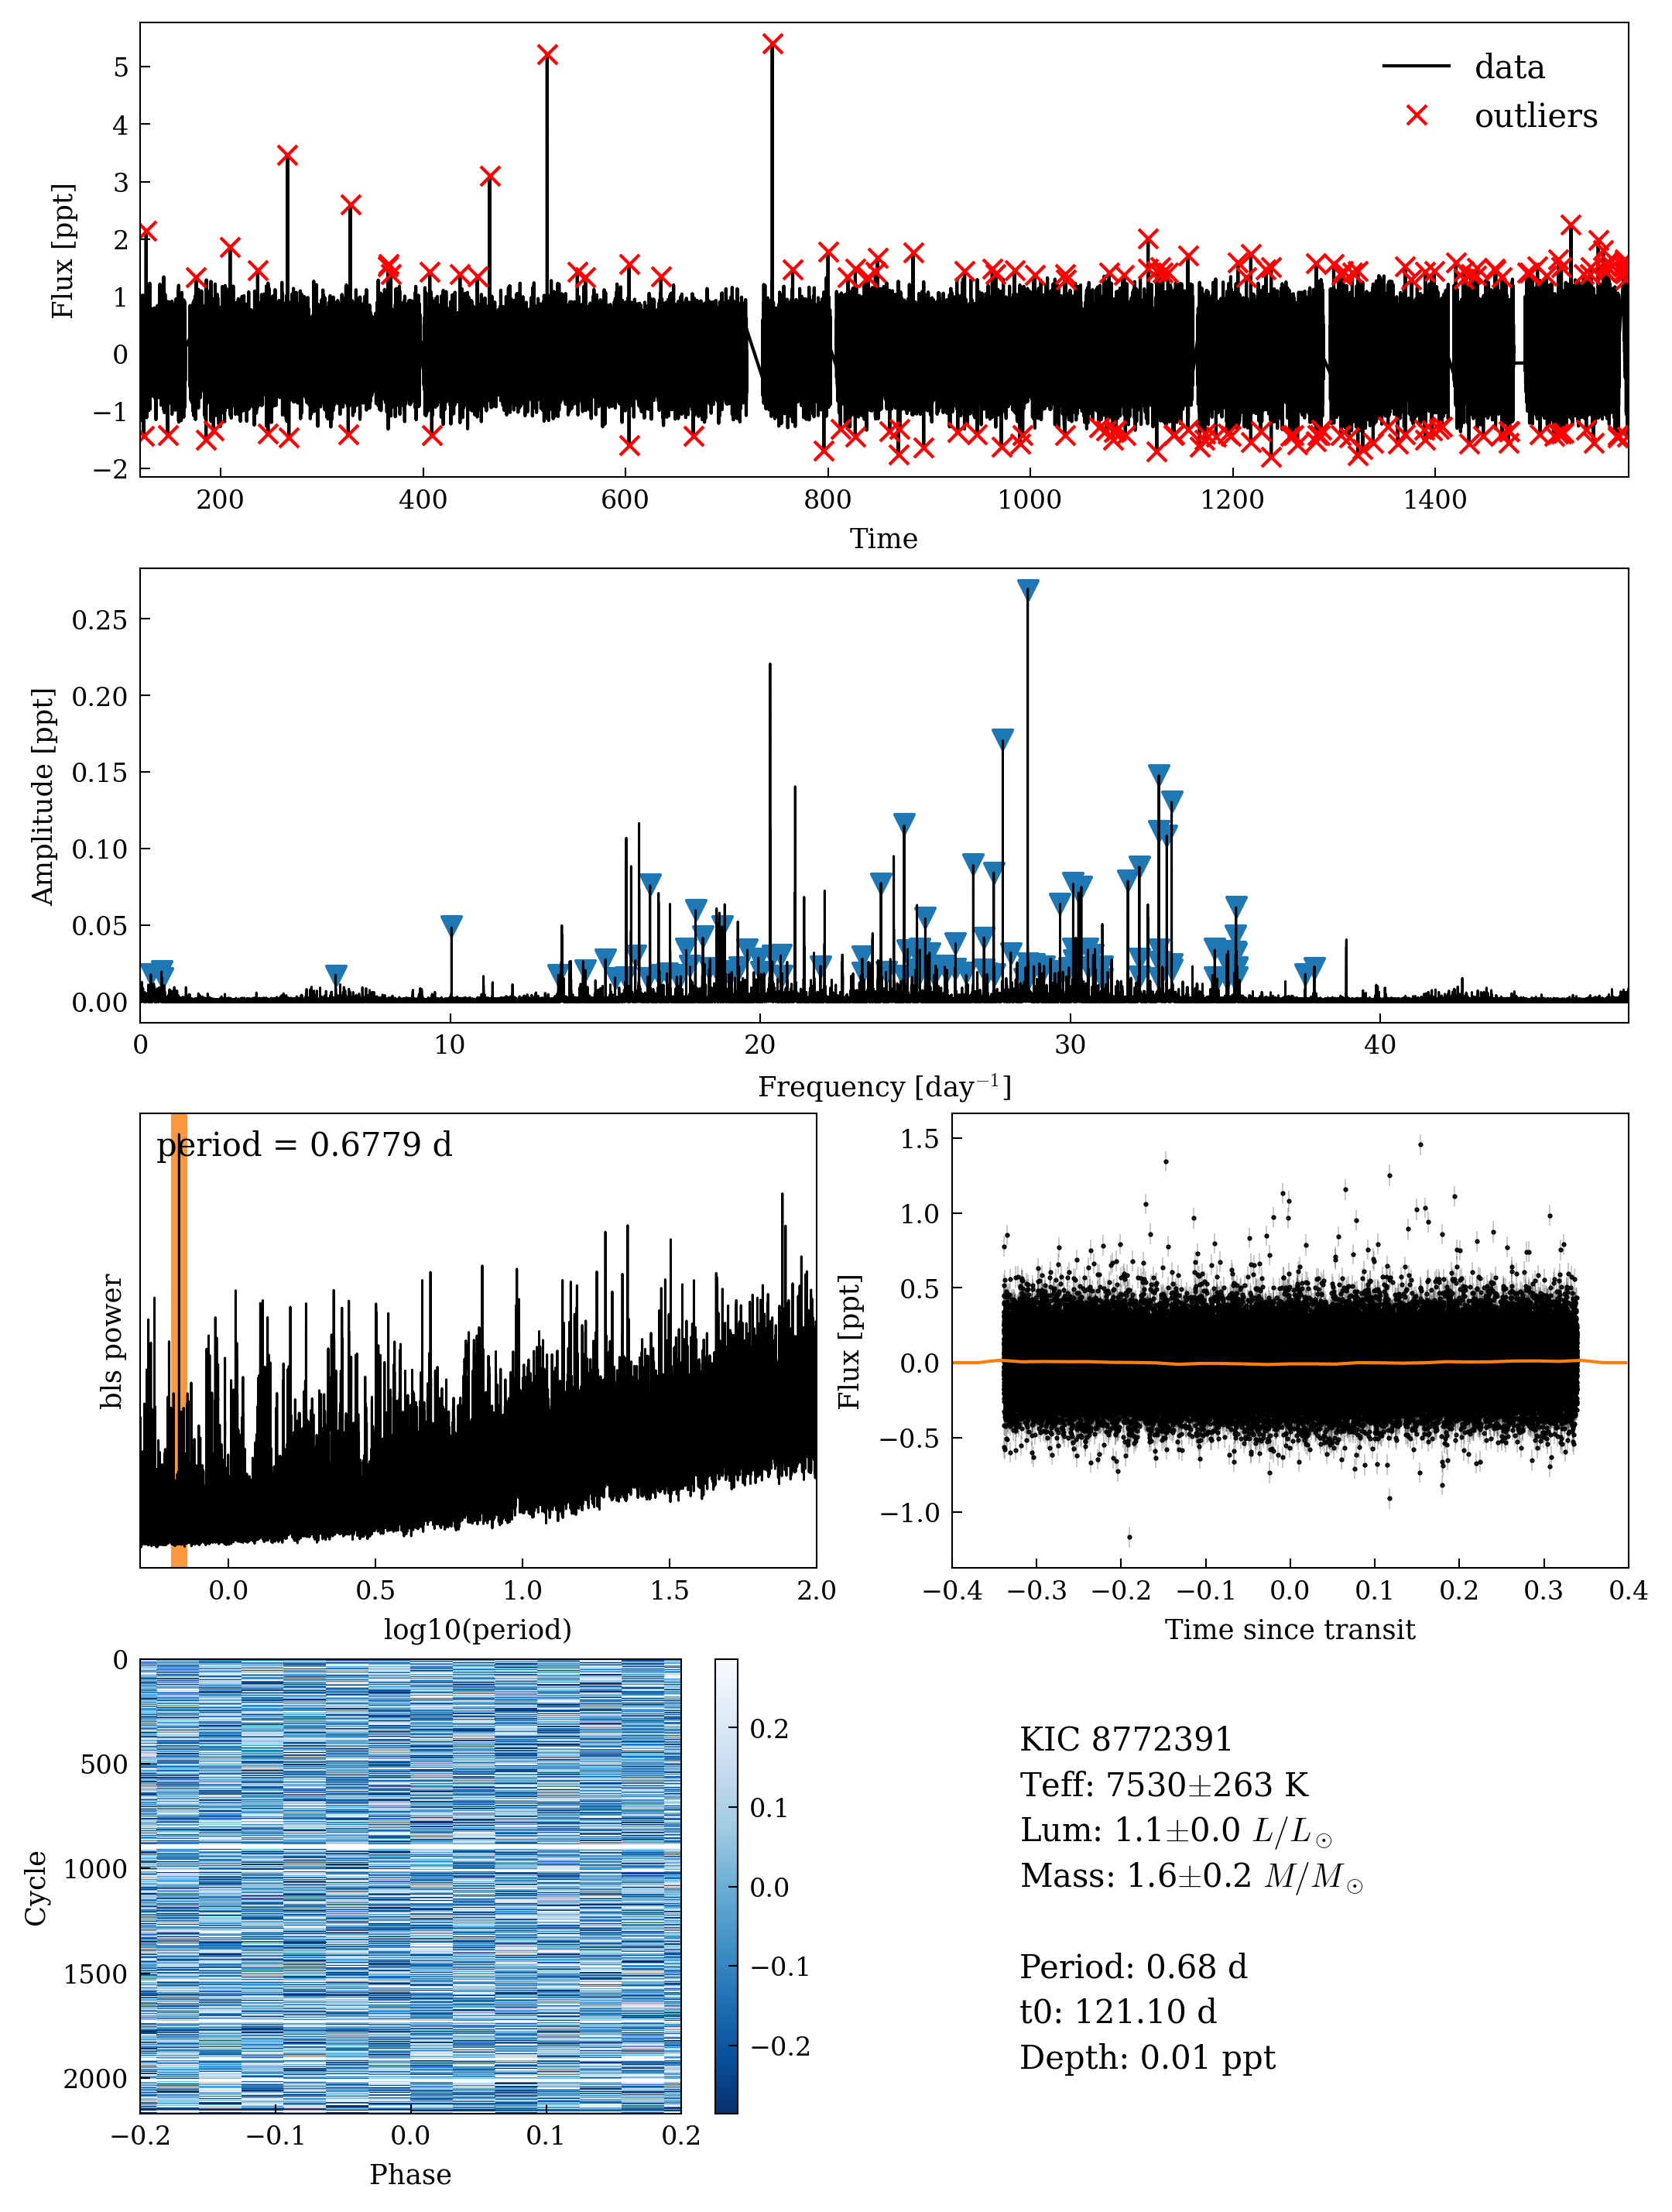 data
outliers
5
4
3
2
1
0
−1
−2
Flux [ppt]
200 400 600 800 1000 1200 1400
Time
0.25
0.20
0.15
0.10
0.05
0.00
Amplitude [ppt]
0 10 20 30 40
Frequency [day⁻¹]
period = 0.6779 d
bls power
0.0 0.5 1.0 1.5 2.0
log10(period)
1.5
1.0
0.5
0.0
−0.5
−1.0
Flux [ppt]
−0.4 −0.3 −0.2 −0.1 0.0 0.1 0.2 0.3 0.4
Time since transit
0
500
1000
1500
2000
Cycle
−0.2 −0.1 0.0 0.1 0.2
Phase
0.2
0.1
0.0
−0.1
−0.2
KIC 8772391
Teff: 7530±263 K
Lum: 1.1±0.0 L/L☉
Mass: 1.6±0.2 M/M☉
Period: 0.68 d
t0: 121.10 d
Depth: 0.01 ppt